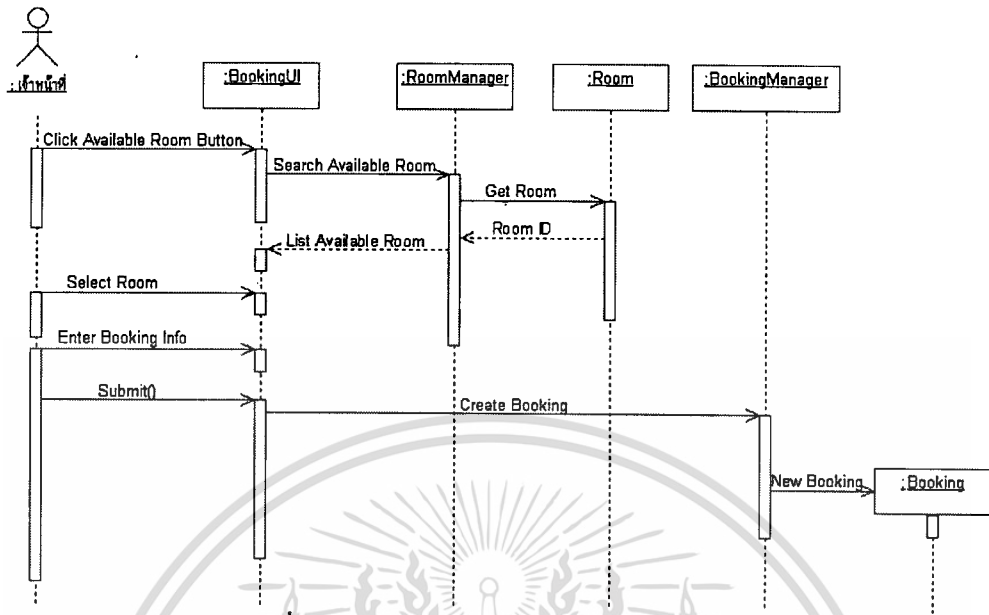 : เจ้าหน้าที่
:BookingUI
:RoomManager
:Room
:BookingManager
Click Available Room Button
Search Available Room
Get Room
Room ID
List Available Room
Select Room
Enter Booking Info
Submit()
Create Booking
New Booking
:Booking